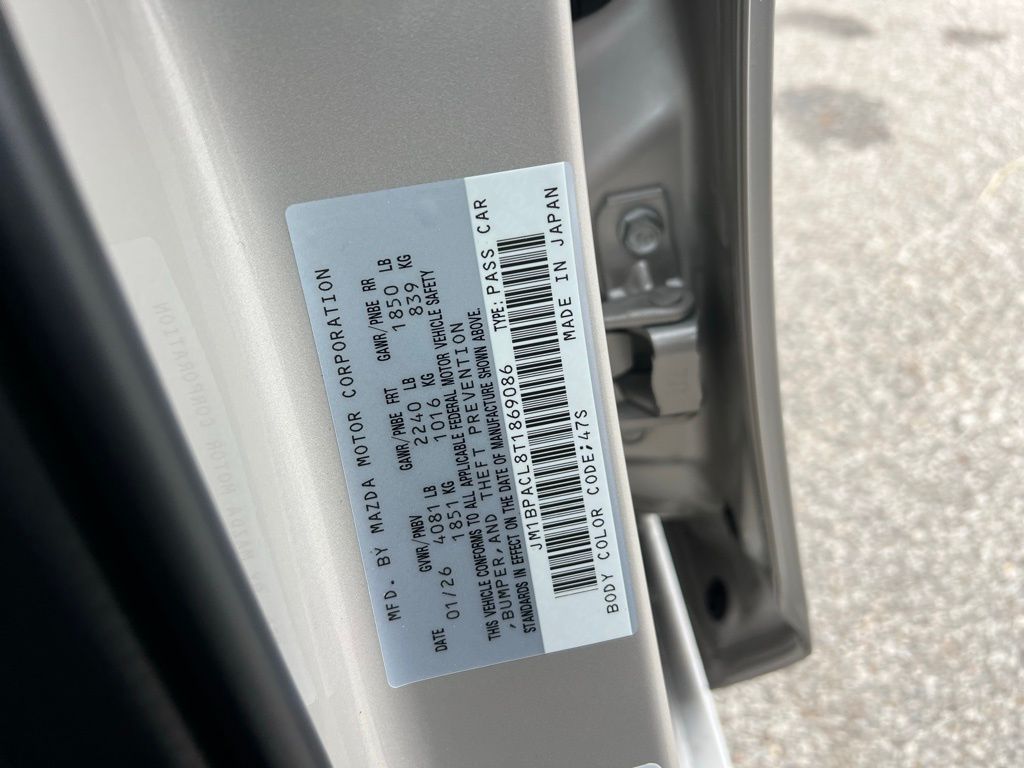 MFD. BY MAZDA MOTOR CORPORATION
DATE GVWR/PNBV GAWR/PNBE FRT GAWR/PNBE RR
01/26 4081 LB 2240 LB 1850 LB
1851 KG 1016 KG 839 KG
THIS VEHICLE CONFORMS TO ALL APPLICABLE FEDERAL MOTOR VEHICLE SAFETY
,BUMPER,AND THEFT PREVENTION
STANDARDS IN EFFECT ON THE DATE OF MANUFACTURE SHOWN ABOVE.
JM1BPACL8T1869086 TYPE:PASS CAR
BODY COLOR CODE;47S MADE IN JAPAN
MAZDA MOTOR CORPORATION